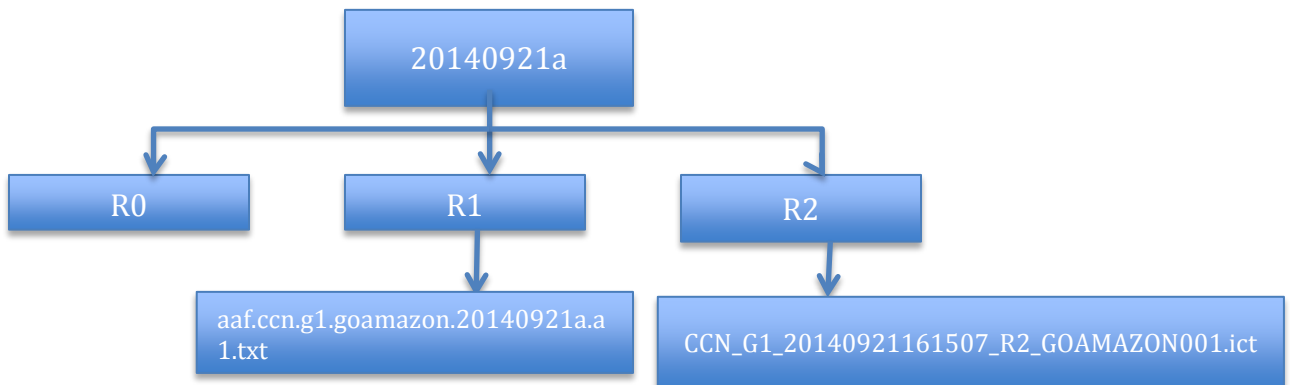 20140921a
R0
R1
R2
aaf.ccn.g1.goamazon.20140921a.a
1.txt
CCN_G1_20140921161507_R2_GOAMAZON001.ict